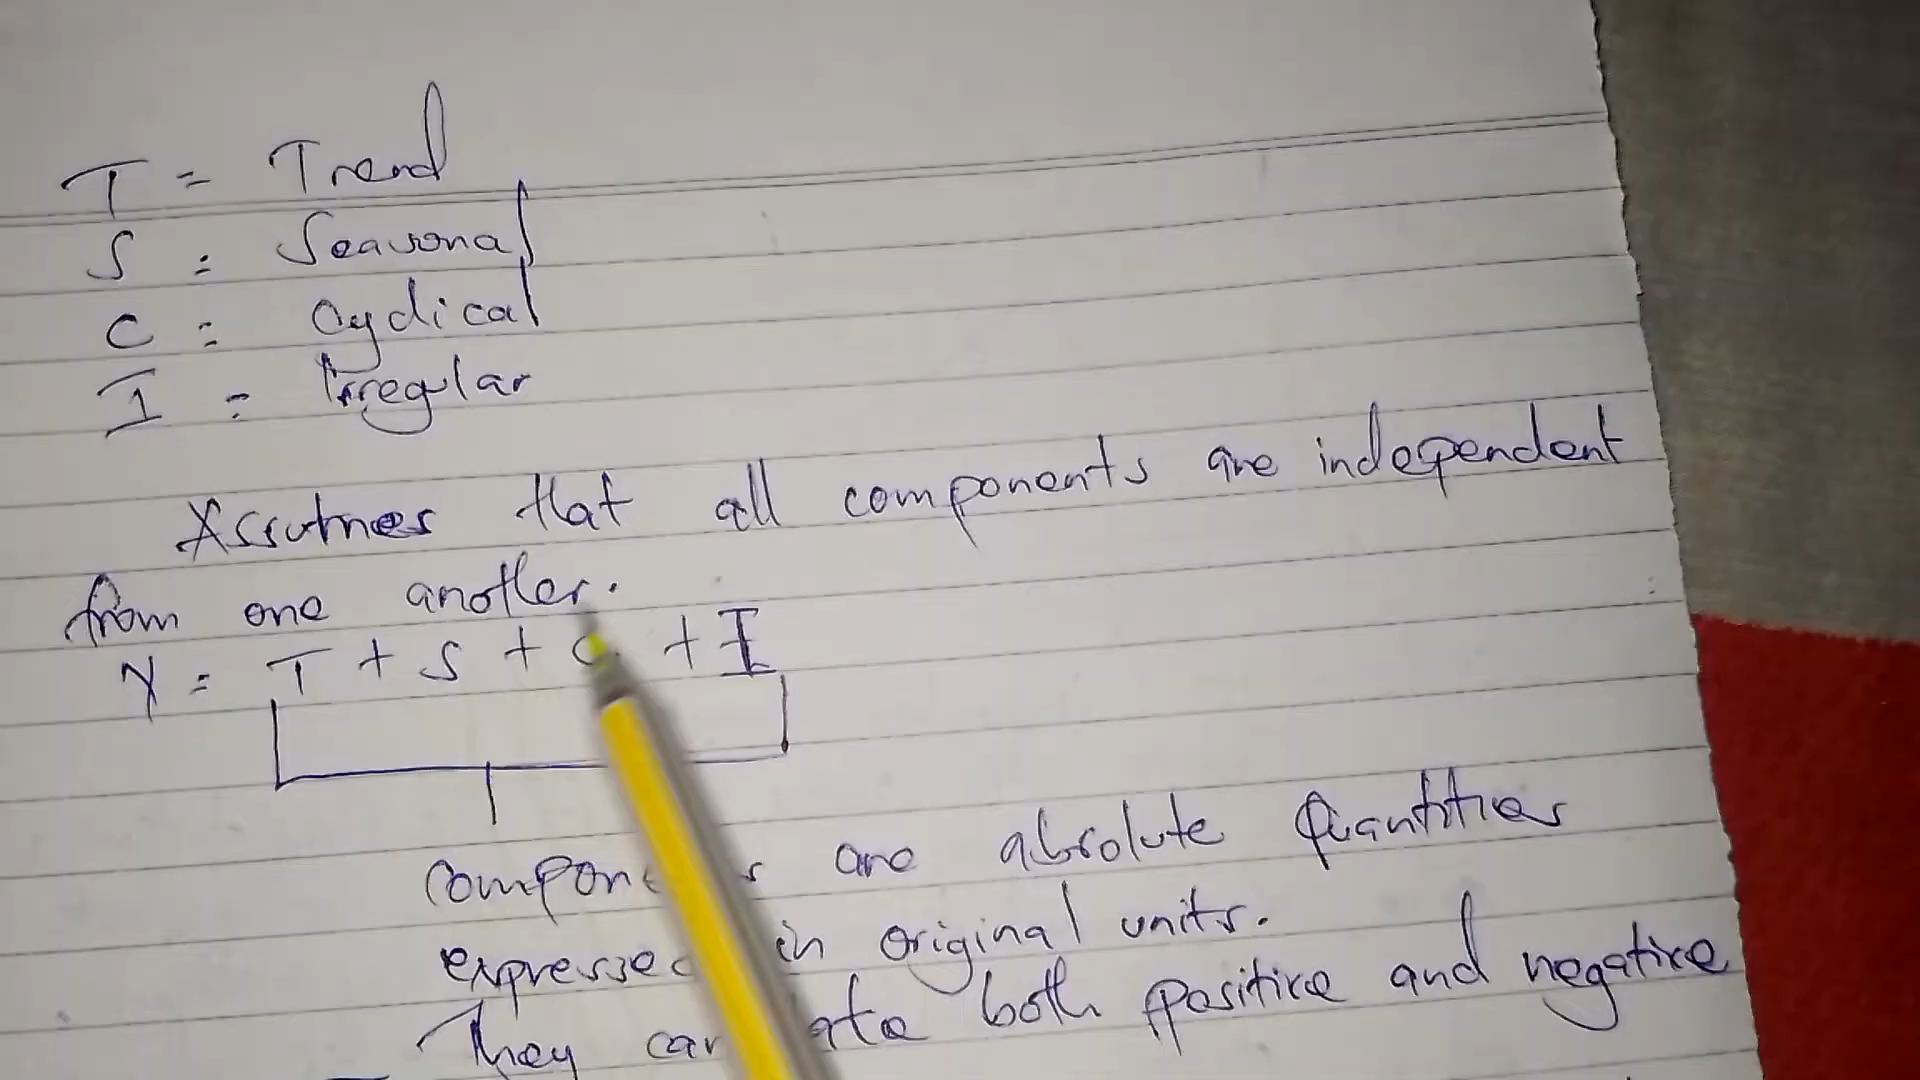 T = Trend
S = Seasonal
C = Cyclical
I = Irregular
Assumes that all components are independent
from one another.
Y = T + S + C + I
are absolute Quantities
in original units.
They both positive and negative